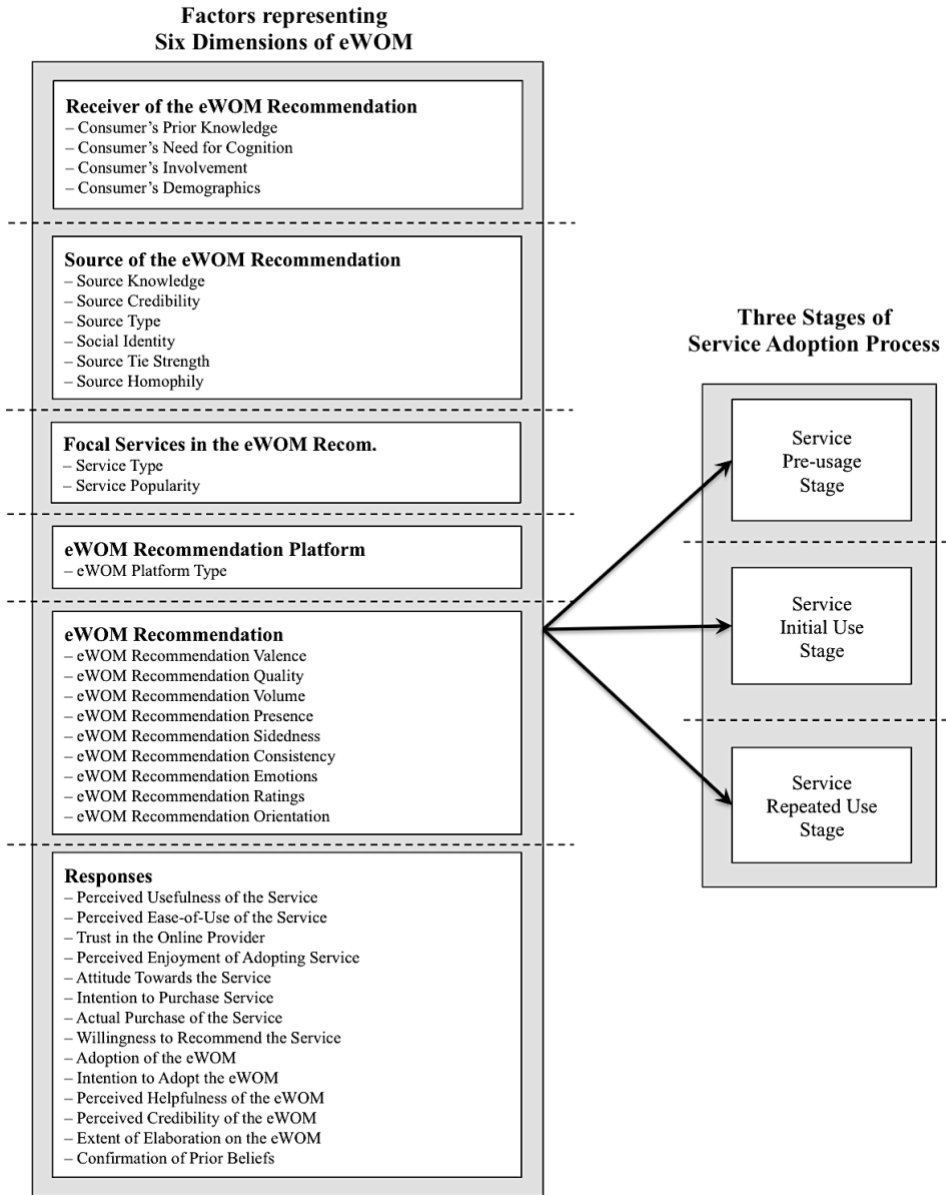 Factors representing
Six Dimensions of eWOM
Receiver of the eWOM Recommendation
– Consumer's Prior Knowledge
– Consumer's Need for Cognition
– Consumer's Involvement
– Consumer's Demographics
Source of the eWOM Recommendation
– Source Knowledge
– Source Credibility
– Source Type
– Social Identity
– Source Tie Strength
– Source Homophily
Focal Services in the eWOM Recom.
– Service Type
– Service Popularity
eWOM Recommendation Platform
– eWOM Platform Type
eWOM Recommendation
– eWOM Recommendation Valence
– eWOM Recommendation Quality
– eWOM Recommendation Volume
– eWOM Recommendation Presence
– eWOM Recommendation Sidedness
– eWOM Recommendation Consistency
– eWOM Recommendation Emotions
– eWOM Recommendation Ratings
– eWOM Recommendation Orientation
Responses
– Perceived Usefulness of the Service
– Perceived Ease-of-Use of the Service
– Trust in the Online Provider
– Perceived Enjoyment of Adopting Service
– Attitude Towards the Service
– Intention to Purchase Service
– Actual Purchase of the Service
– Willingness to Recommend the Service
– Adoption of the eWOM
– Intention to Adopt the eWOM
– Perceived Helpfulness of the eWOM
– Perceived Credibility of the eWOM
– Extent of Elaboration on the eWOM
– Confirmation of Prior Beliefs
Three Stages of
Service Adoption Process
Service
Pre-usage
Stage
Service
Initial Use
Stage
Service
Repeated Use
Stage